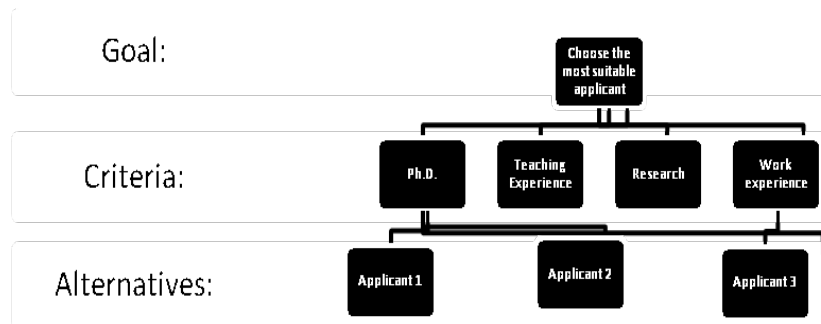 Goal:
Choose the
most suitable
applicant
Criteria:
Ph.D.
Teaching
Experience
Research
Work
experience
Alternatives:
Applicant 1
Applicant 2
Applicant 3